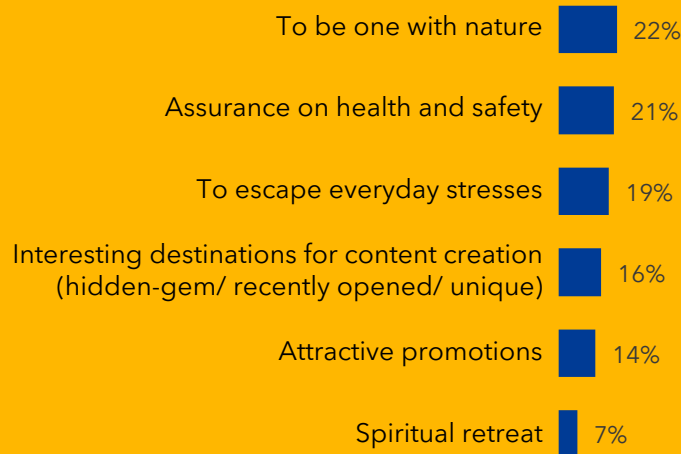 To be one with nature 22%
Assurance on health and safety 21%
To escape everyday stresses 19%
Interesting destinations for content creation
(hidden-gem/ recently opened/ unique) 16%
Attractive promotions 14%
Spiritual retreat 7%